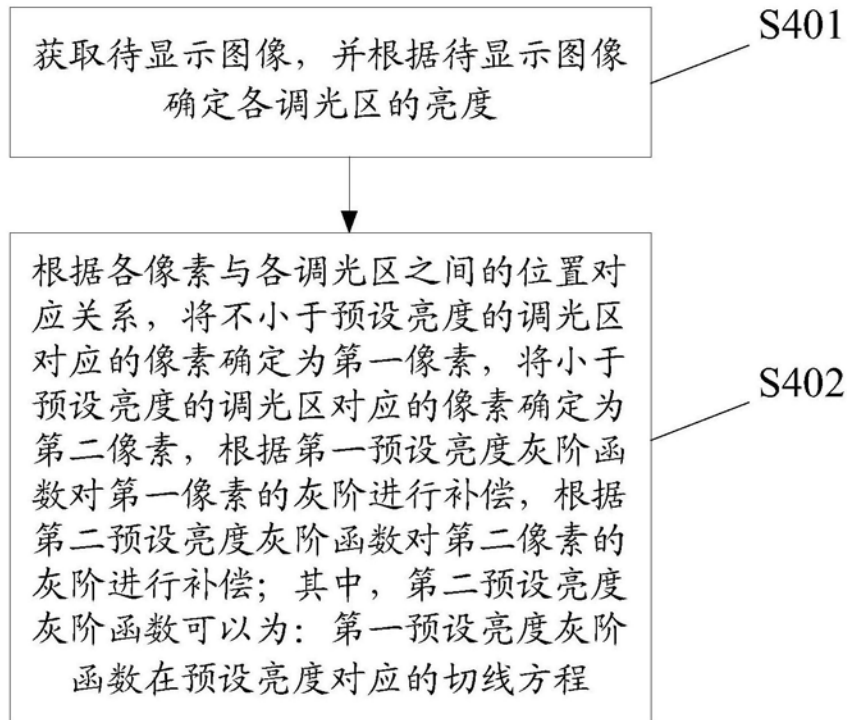 获取待显示图像，并根据待显示图像
确定各调光区的亮度
S401
根据各像素与各调光区之间的位置对
应关系，将不小于预设亮度的调光区
对应的像素确定为第一像素，将小于
预设亮度的调光区对应的像素确定为
第二像素，根据第一预设亮度灰阶函
数对第一像素的灰阶进行补偿，根据
第二预设亮度灰阶函数对第二像素的
灰阶进行补偿；其中，第二预设亮度
灰阶函数可以为：第一预设亮度灰阶
函数在预设亮度对应的切线方程
S402